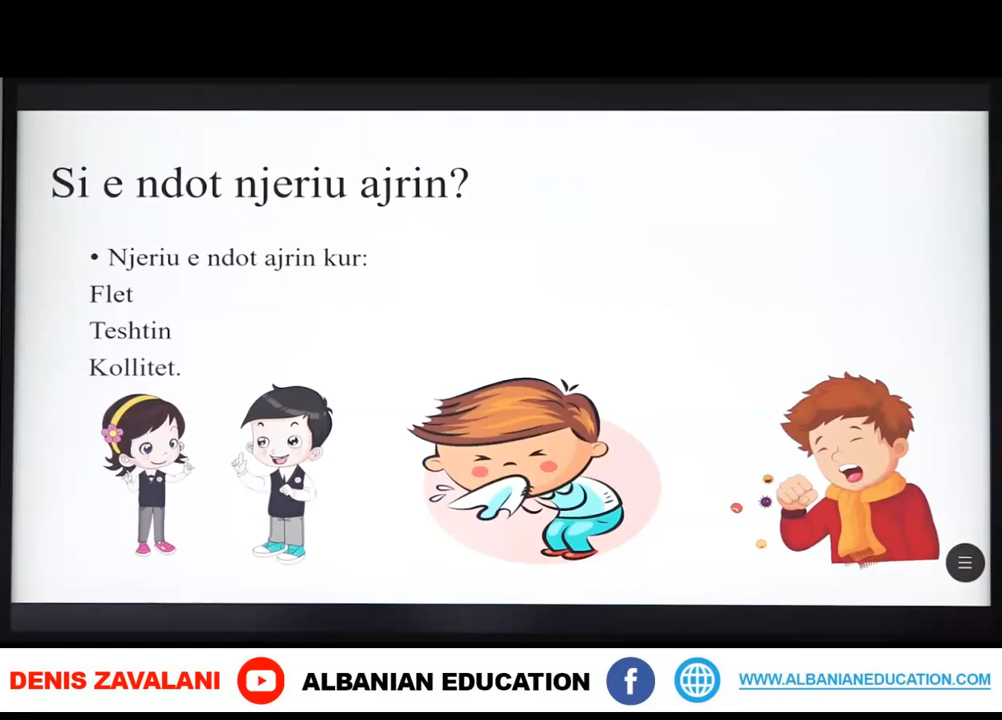 Si e ndot njeriu ajrin?
• Njeriu e ndot ajrin kur:
Flet
Teshtin
Kollitet.
DENIS ZAVALANI ALBANIAN EDUCATION WWW.ALBANIANEDUCATION.COM